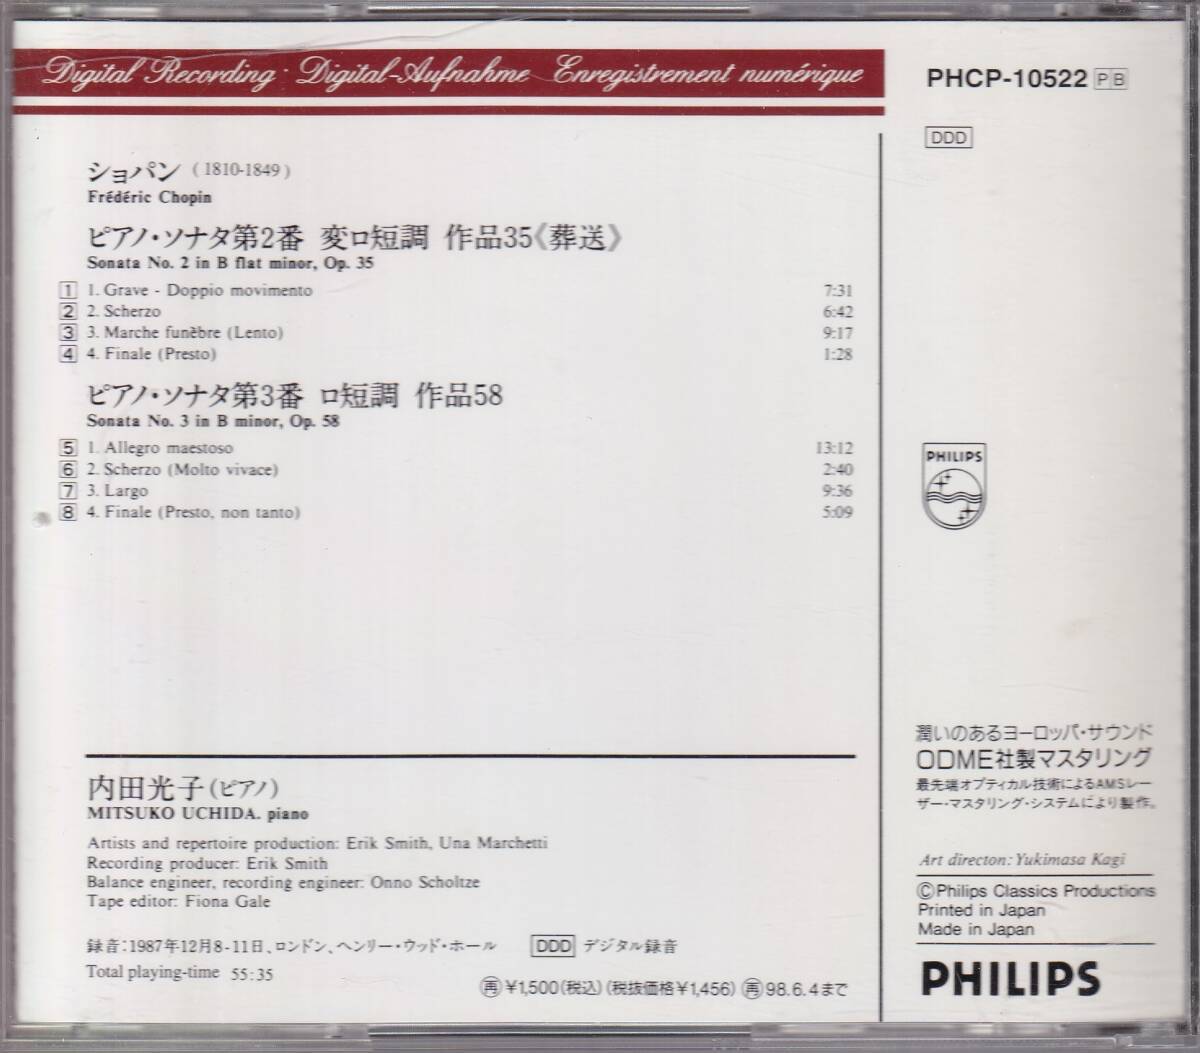 Digital Recording · Digital-Aufnahme Enregistrement numérique
PHCP-10522 PB
DDD
ショパン (1810-1849)
Frédéric Chopin
ピアノ・ソナタ第2番 変ロ短調 作品35《葬送》
Sonata No. 2 in B flat minor, Op. 35
1 1. Grave - Doppio movimento 7:31
2 2. Scherzo 6:42
3 3. Marche funèbre (Lento) 9:17
4 4. Finale (Presto) 1:28
ピアノ・ソナタ第3番 ロ短調 作品58
Sonata No. 3 in B minor, Op. 58
5 1. Allegro maestoso 13:12
6 2. Scherzo (Molto vivace) 2:40
7 3. Largo 9:36
8 4. Finale (Presto, non tanto) 5:09
PHILIPS
内田光子(ピアノ)
MITSUKO UCHIDA. piano
Artists and repertoire production: Erik Smith, Una Marchetti
Recording producer: Erik Smith
Balance engineer, recording engineer: Onno Scholtze
Tape editor: Fiona Gale
録音:1987年12月8-11日、ロンドン、ヘンリー・ウッド・ホール DDD デジタル録音
Total playing-time 55:35
再¥1,500(税込)(税抜価格¥1,456)再98.6.4まで
潤いのあるヨーロッパ・サウンド
ODME社製マスタリング
最先端オプティカル技術によるAMSレー
ザー・マスタリング・システムにより製作。
Art directon: Yukimasa Kagi
©Philips Classics Productions
Printed in Japan
Made in Japan
PHILIPS